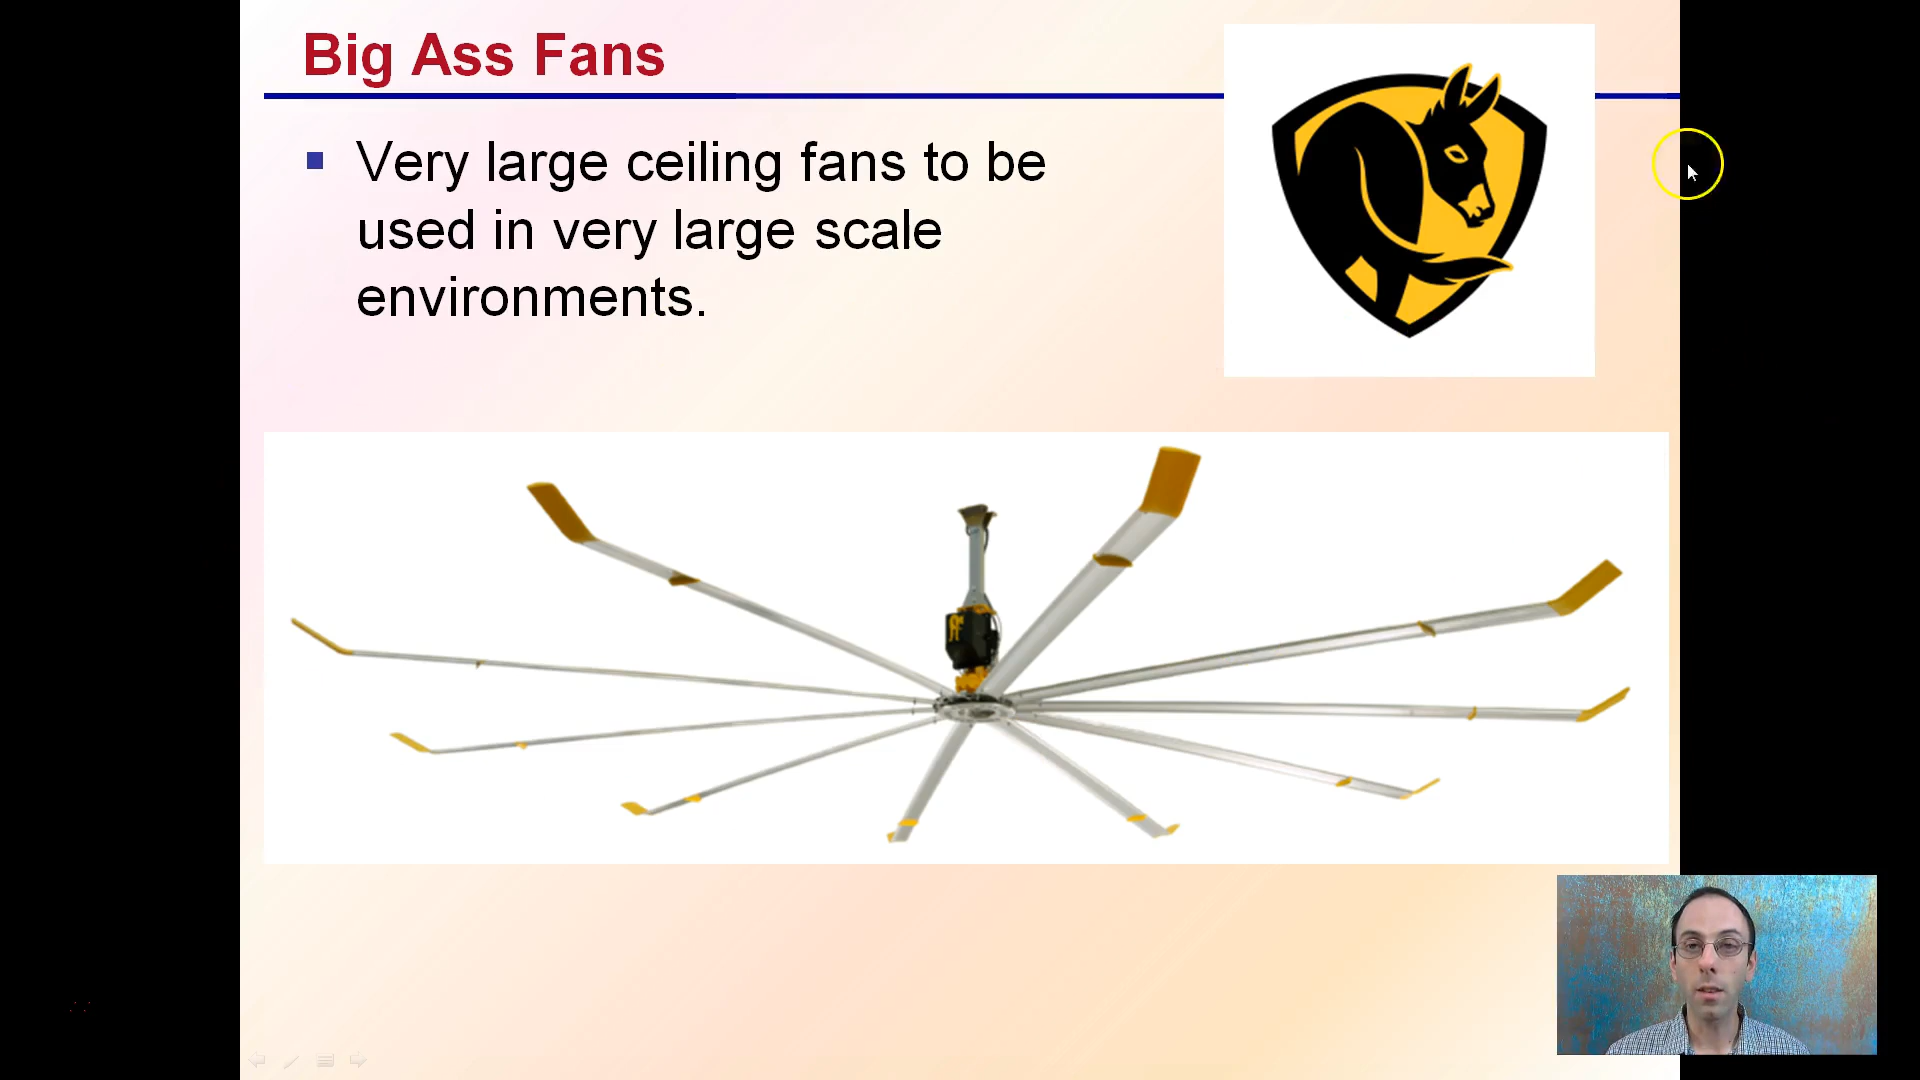 Big Ass Fans
Very large ceiling fans to be
used in very large scale
environments.